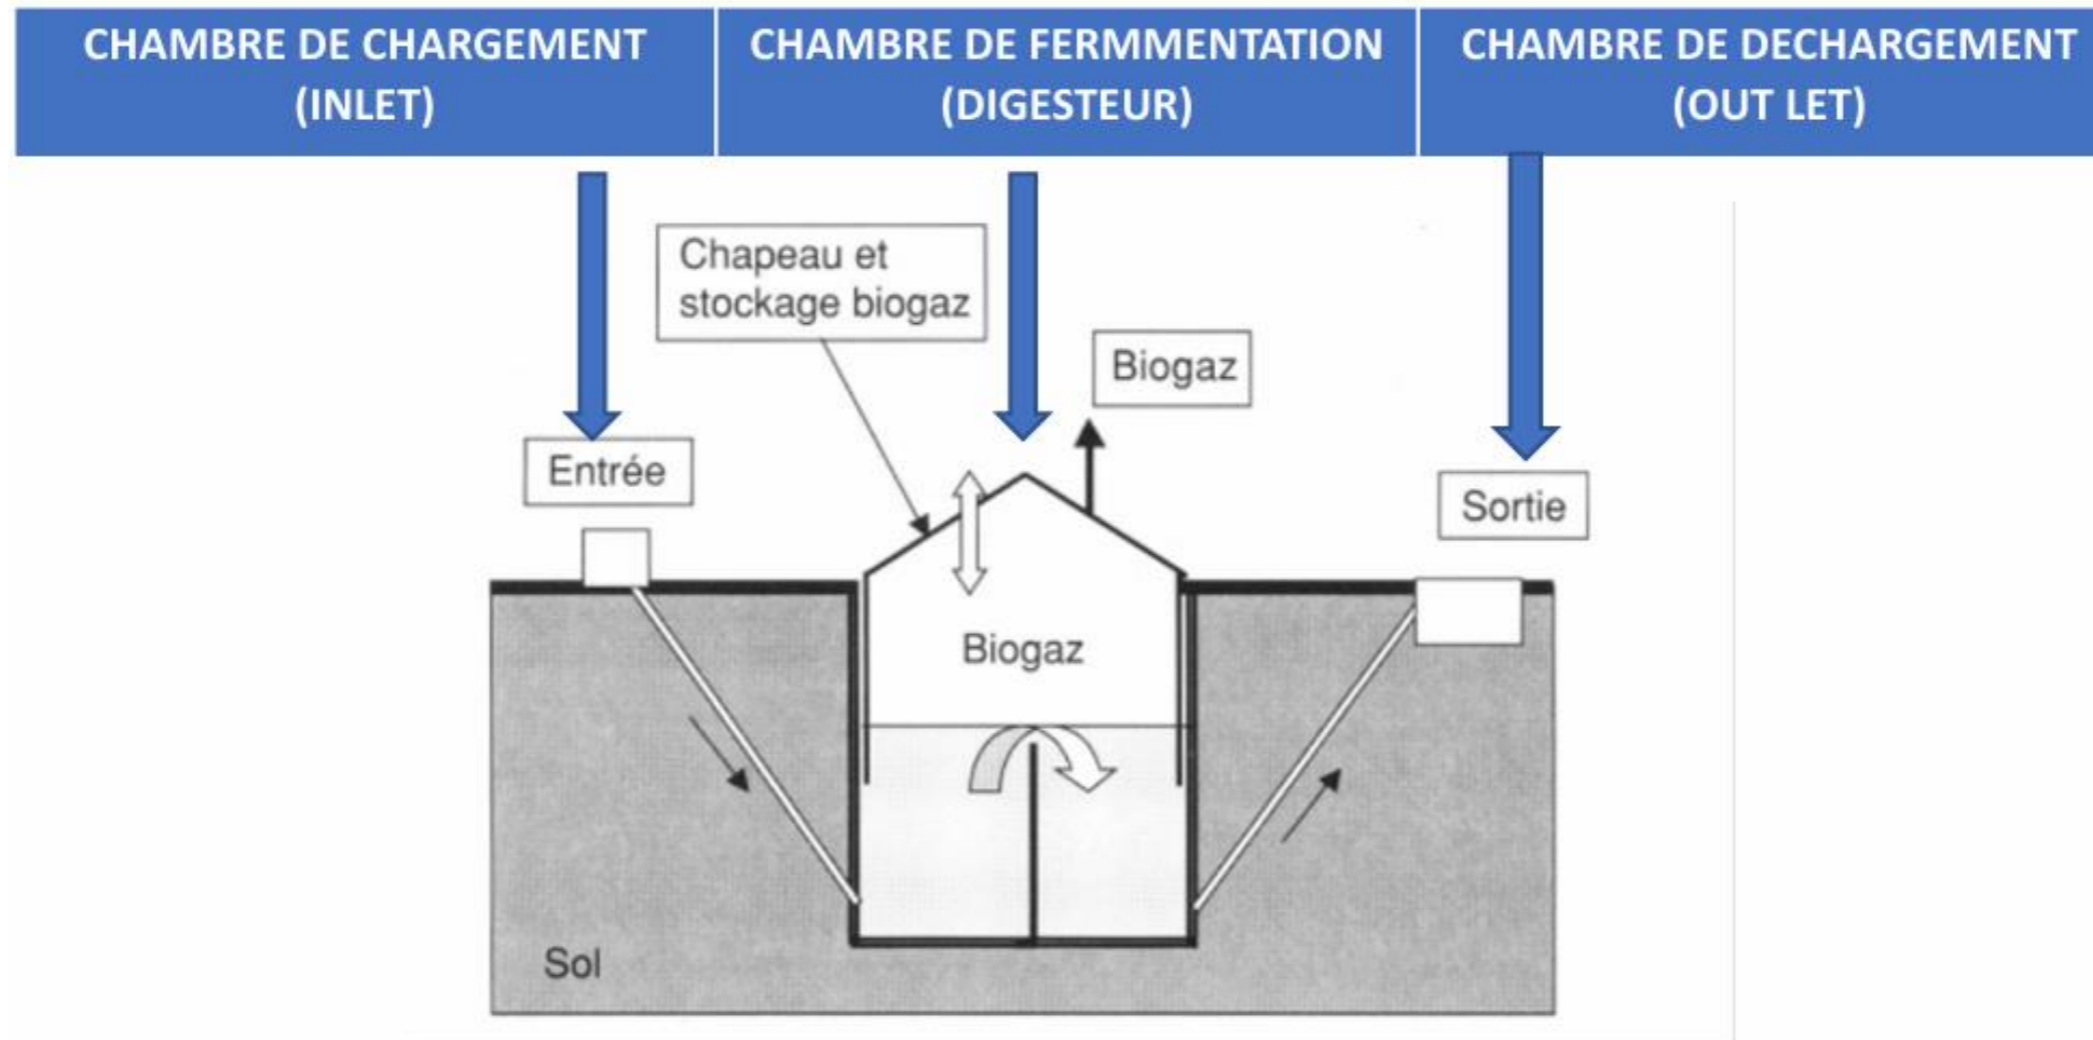 CHAMBRE DE CHARGEMENT
(INLET)
CHAMBRE DE FERMMENTATION
(DIGESTEUR)
CHAMBRE DE DECHARGEMENT
(OUT LET)
Chapeau et
stockage biogaz
Biogaz
Entrée
Sortie
Biogaz
Sol